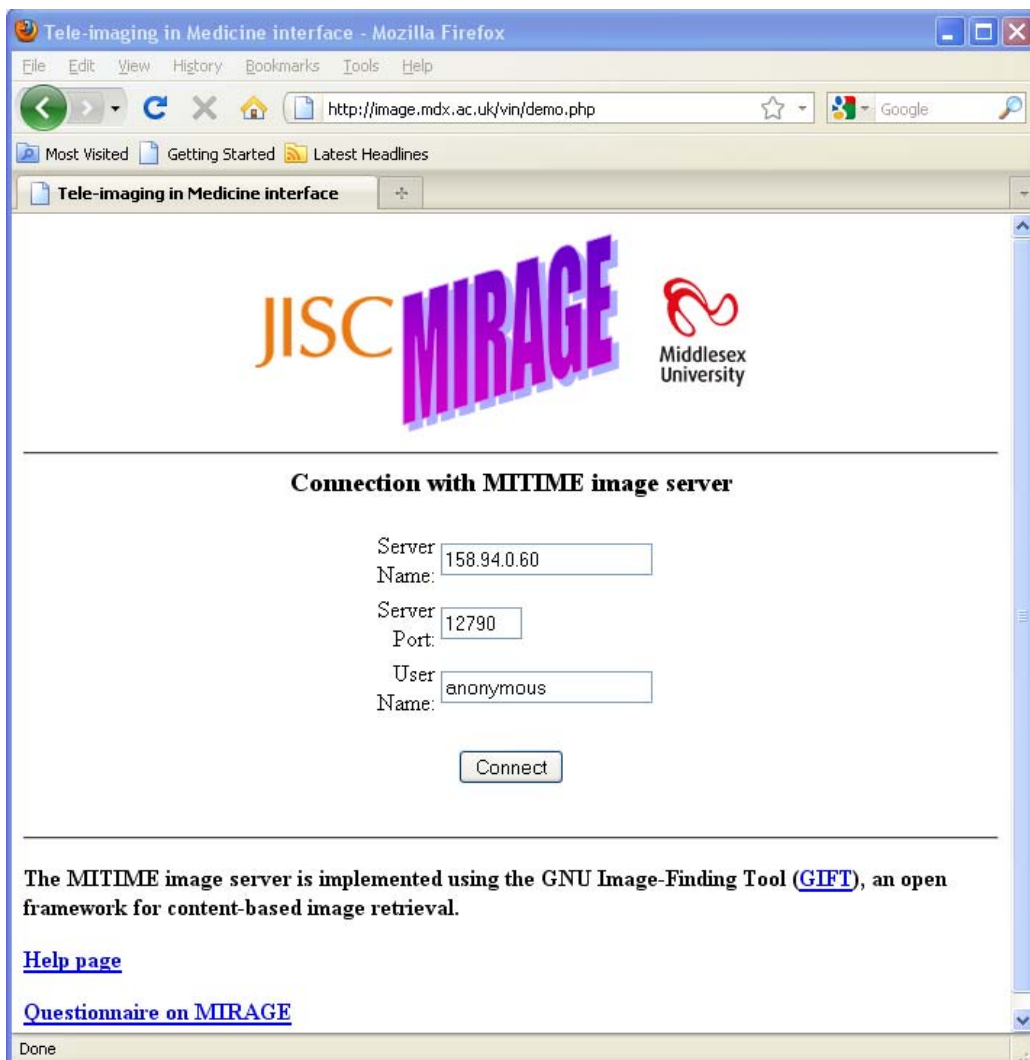 Tele-imaging in Medicine interface - Mozilla Firefox
File Edit View History Bookmarks Tools Help
http://image.mdx.ac.uk/vin/demo.php
Google
Most Visited Getting Started Latest Headlines
Tele-imaging in Medicine interface
JISC MIRAGE
Middlesex
University
Connection with MITIME image server
Server
Name:
158.94.0.60
Server
Port:
12790
User
Name:
anonymous
Connect
The MITIME image server is implemented using the GNU Image-Finding Tool (GIFT), an open
framework for content-based image retrieval.
Help page
Questionnaire on MIRAGE
Done